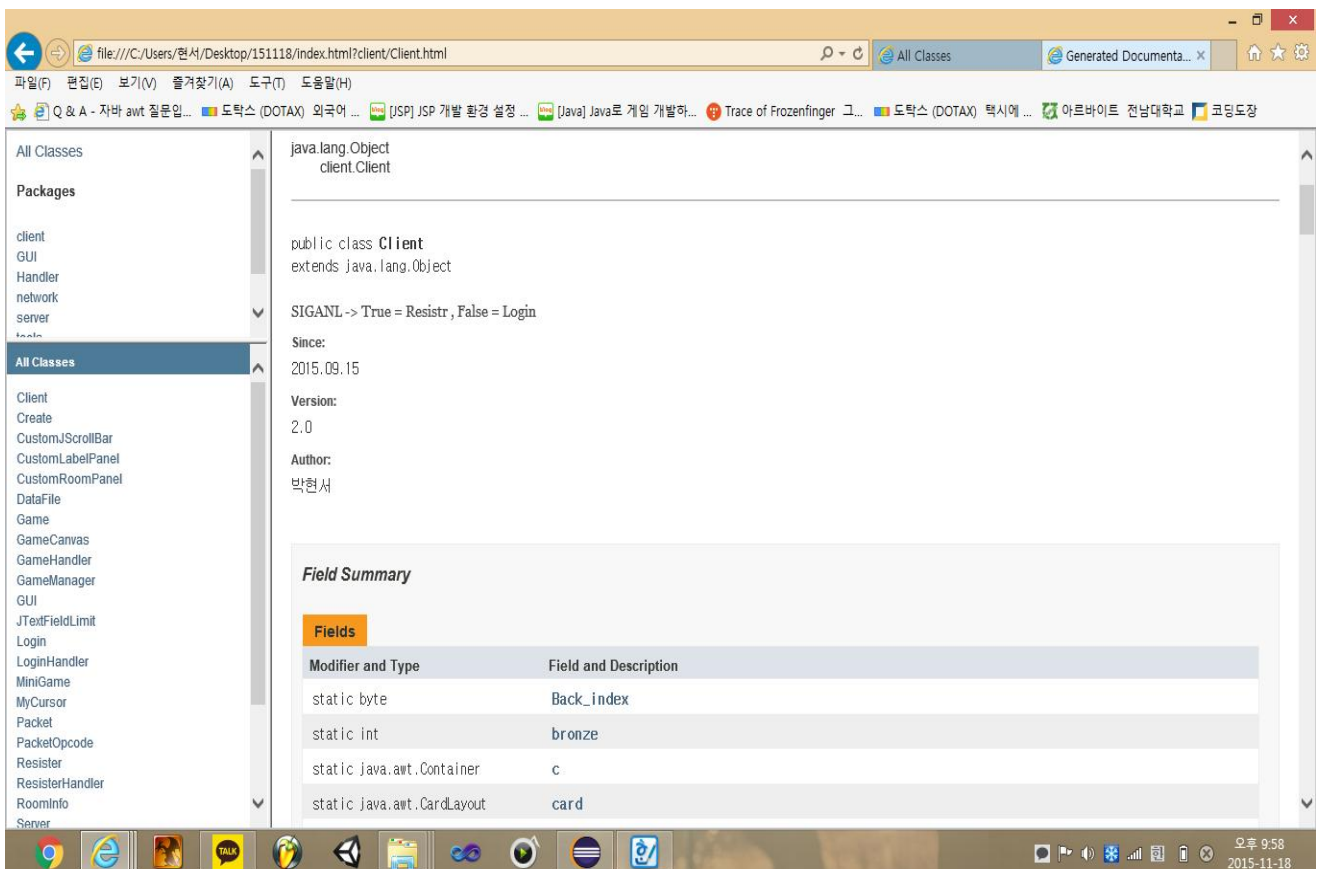 file:///C:/Users/현서/Desktop/151118/index.html?client/Client.html
All Classes
Generated Documenta...
파일(F) 편집(E) 보기(V) 즐겨찾기(A) 도구(T) 도움말(H)
Q & A - 자바 awt 질문입... 도탁스 (DOTAX) 외국어 ... [JSP] JSP 개발 환경 설정 ... [Java] Java로 게임 개발하... Trace of Frozenfinger 그... 도탁스 (DOTAX) 택시에 ... 아르바이트 전남대학교 코딩도장
All Classes
Packages
client
GUI
Handler
network
server
tools
All Classes
Client
Create
CustomJScrollBar
CustomLabelPanel
CustomRoomPanel
DataFile
Game
GameCanvas
GameHandler
GameManager
GUI
JTextFieldLimit
Login
LoginHandler
MiniGame
MyCursor
Packet
PacketOpcode
Resister
ResisterHandler
RoomInfo
Server
java.lang.Object
client.Client
public class Client
extends java.lang.Object
SIGANL -> True = Resistr , False = Login
Since:
2015.09.15
Version:
2.0
Author:
박현서
Field Summary
Fields
Modifier and Type Field and Description
static byte Back_index
static int bronze
static java.awt.Container c
static java.awt.CardLayout card
TALK
오후 9:58
2015-11-18